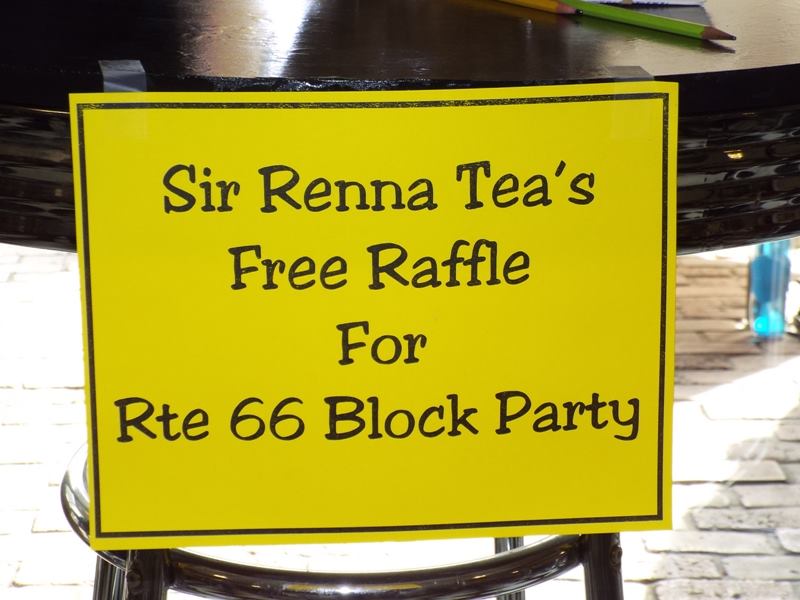 Sir Renna Tea's
Free Raffle
For
Rte 66 Block Party